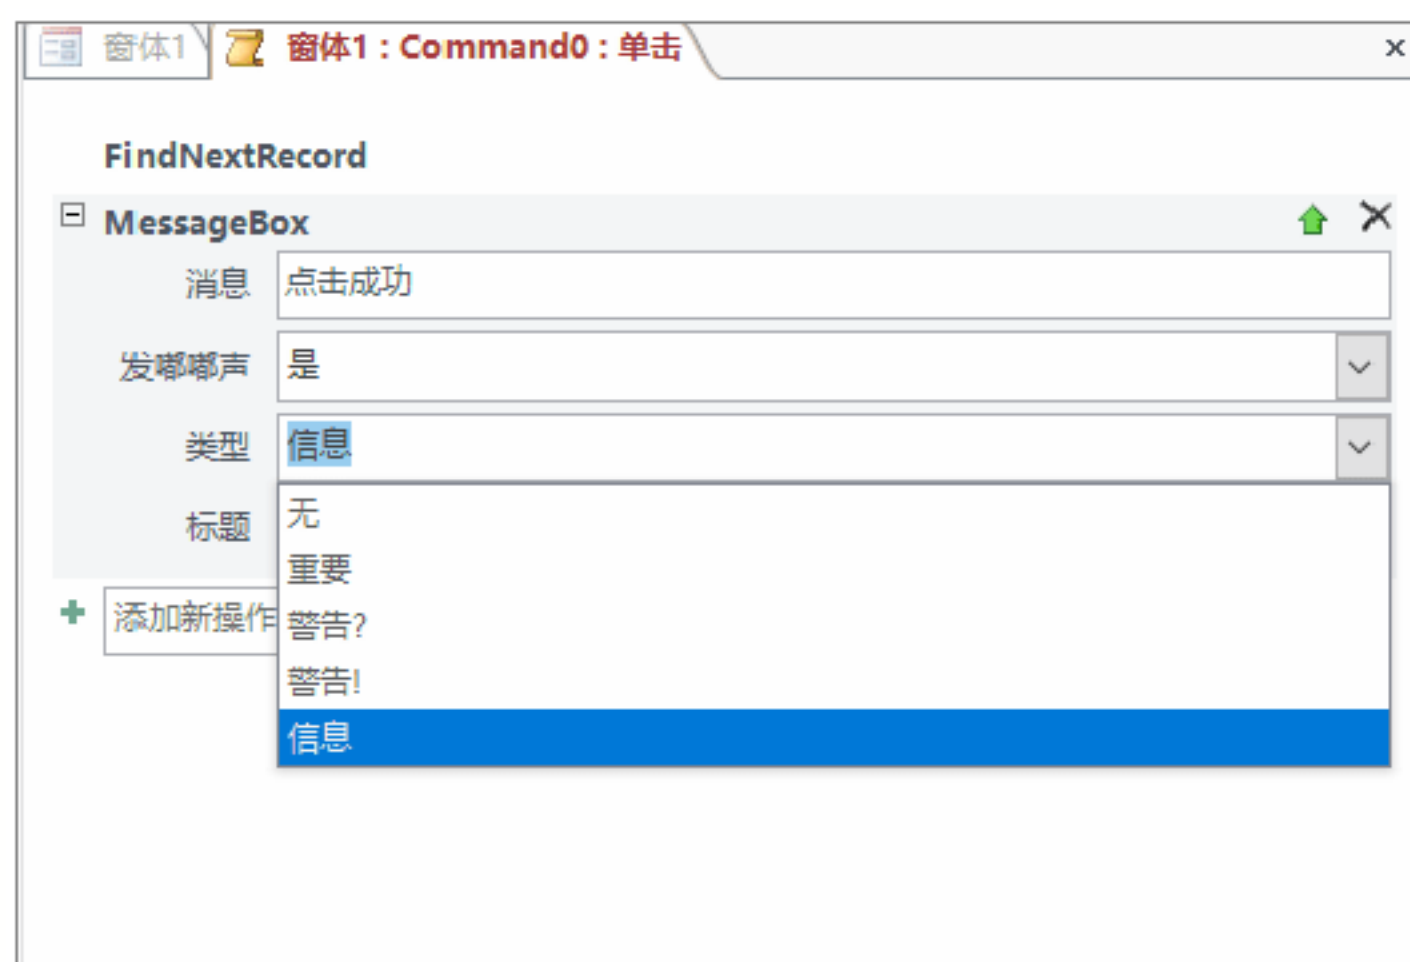 窗体1
窗体1 : Command0 : 单击
FindNextRecord
MessageBox
消息 点击成功
发嘟嘟声 是
类型 信息
标题
无
重要
警告?
警告!
信息
添加新操作